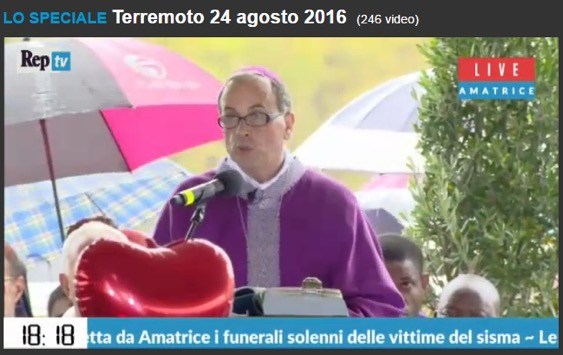 LO SPECIALE Terremoto 24 agosto 2016 (246 video)
Rep tv
LIVE
AMATRICE
18:18 etta da Amatrice i funerali solenni delle vittime del sisma ~ Le